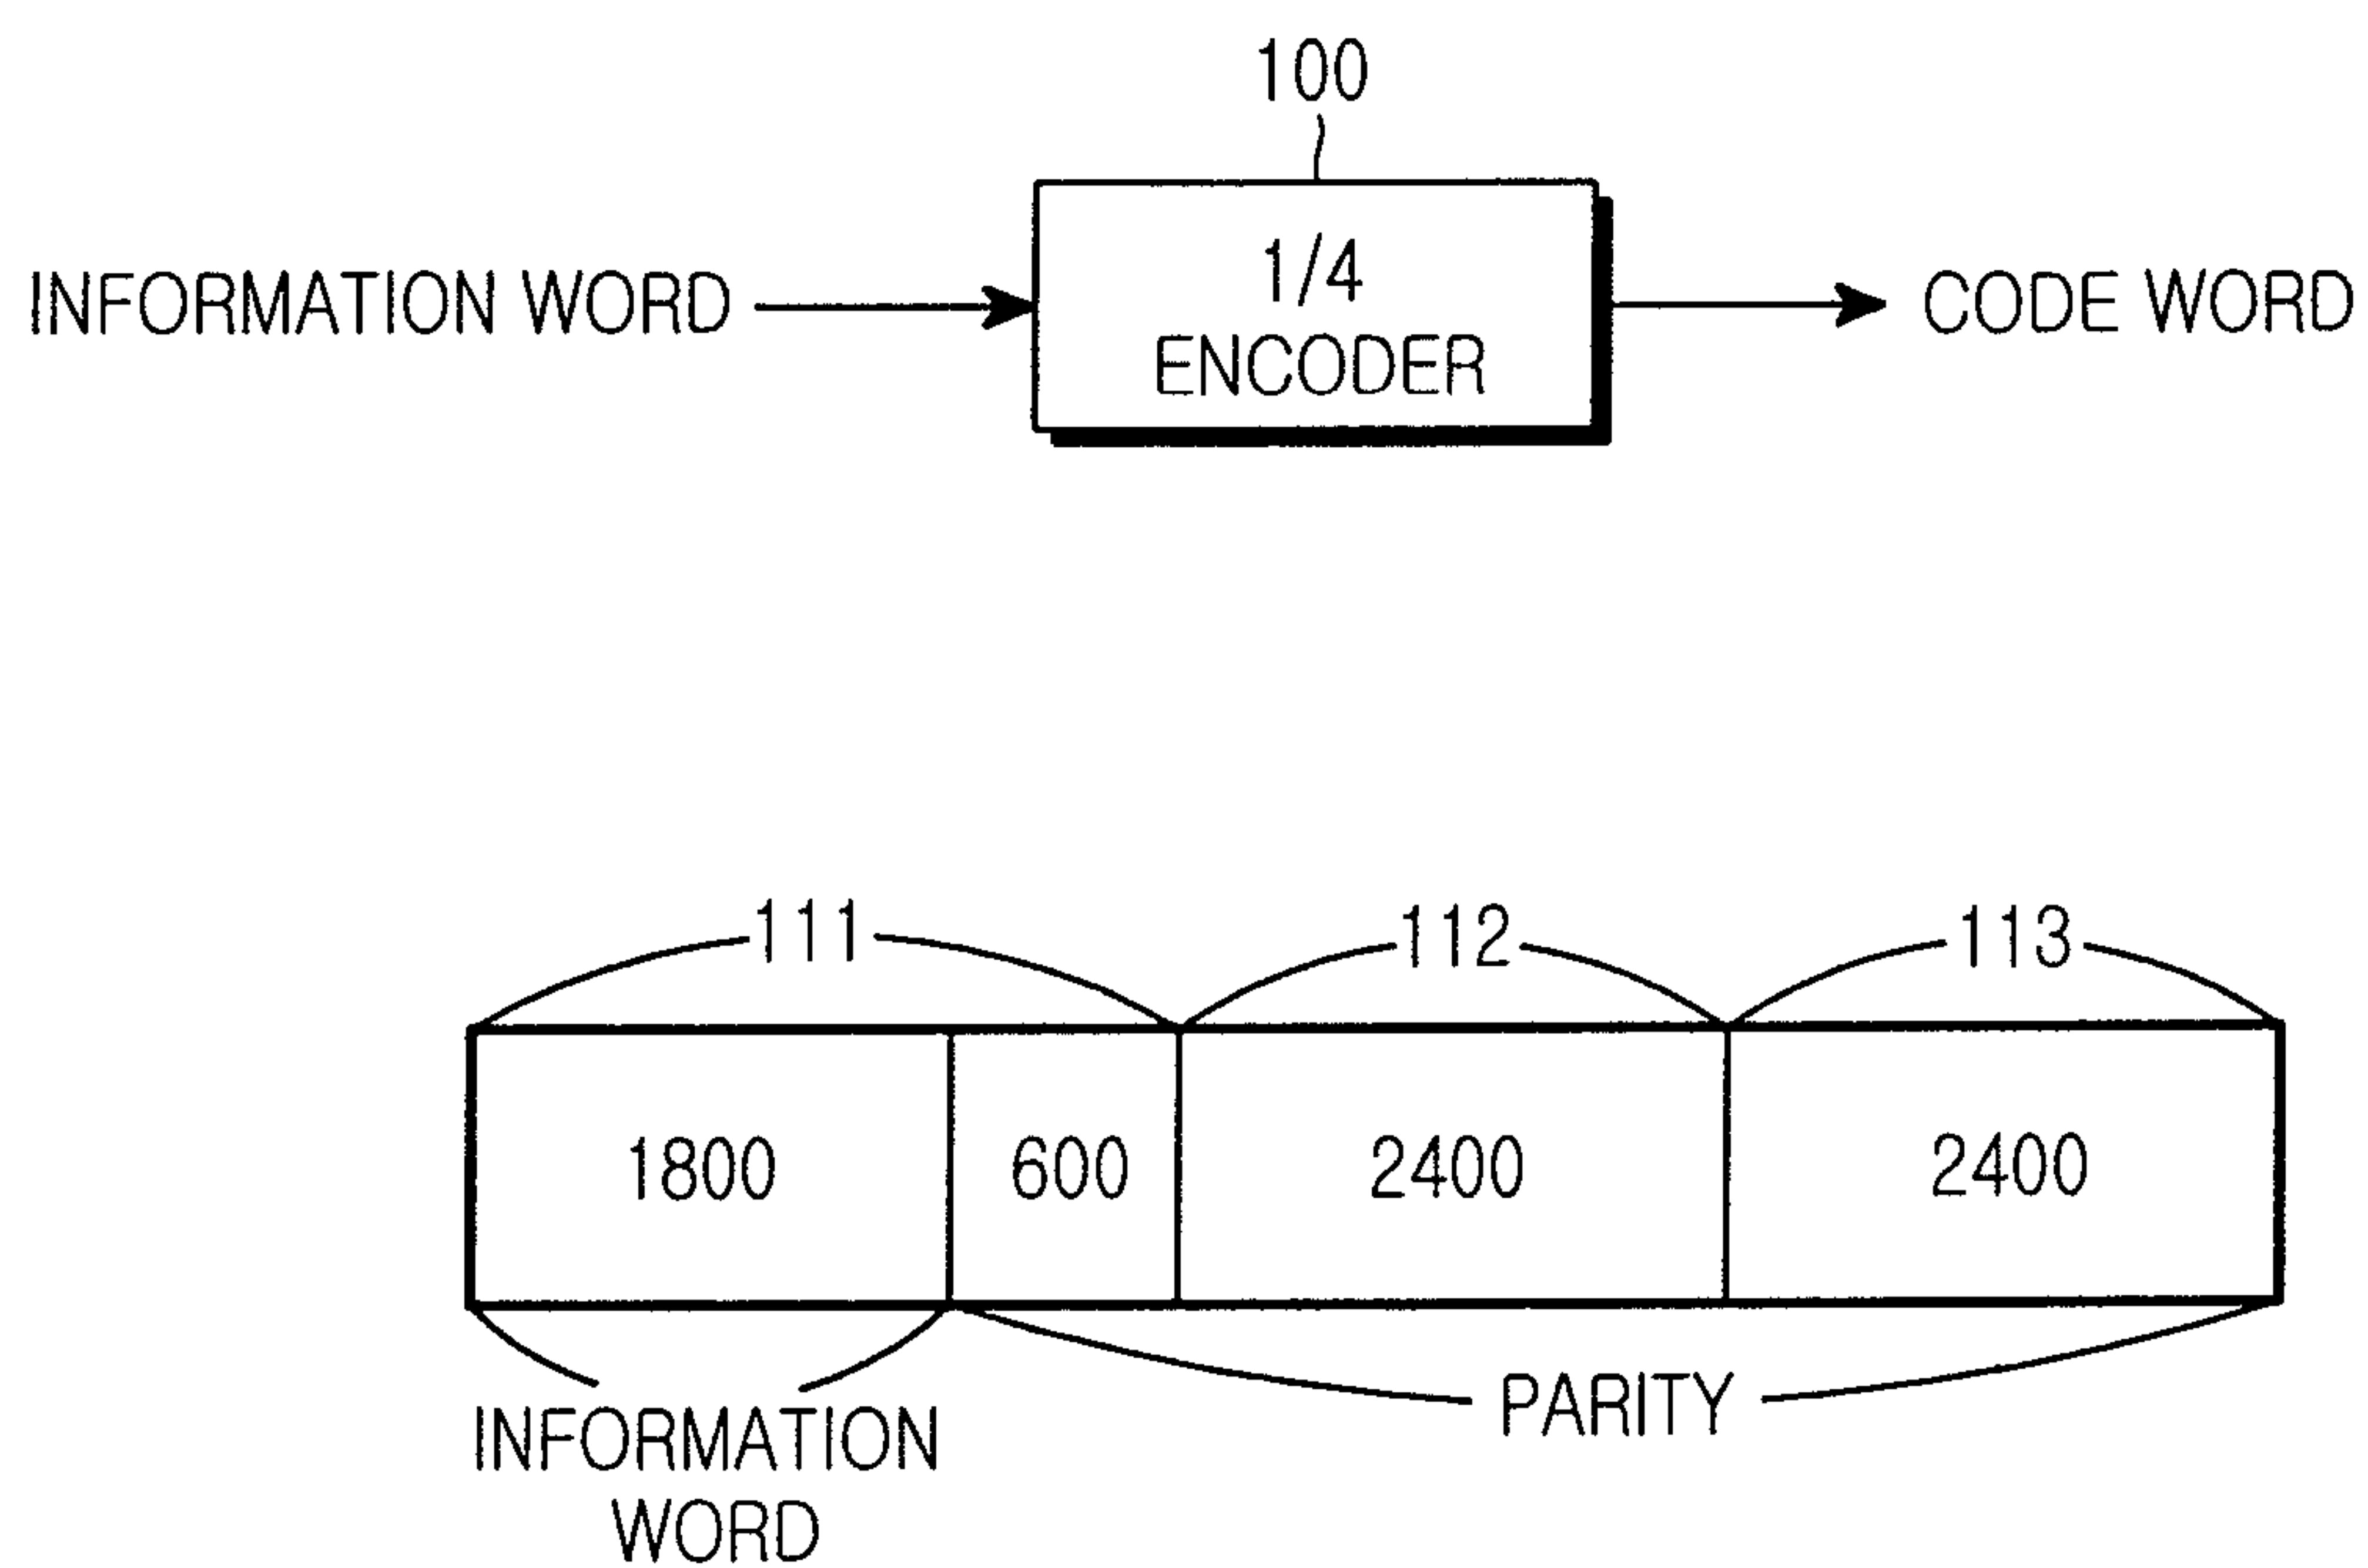 100
1/4
ENCODER
INFORMATION WORD
CODE WORD
111
112
113
1800
600
2400
2400
INFORMATION
WORD
PARITY